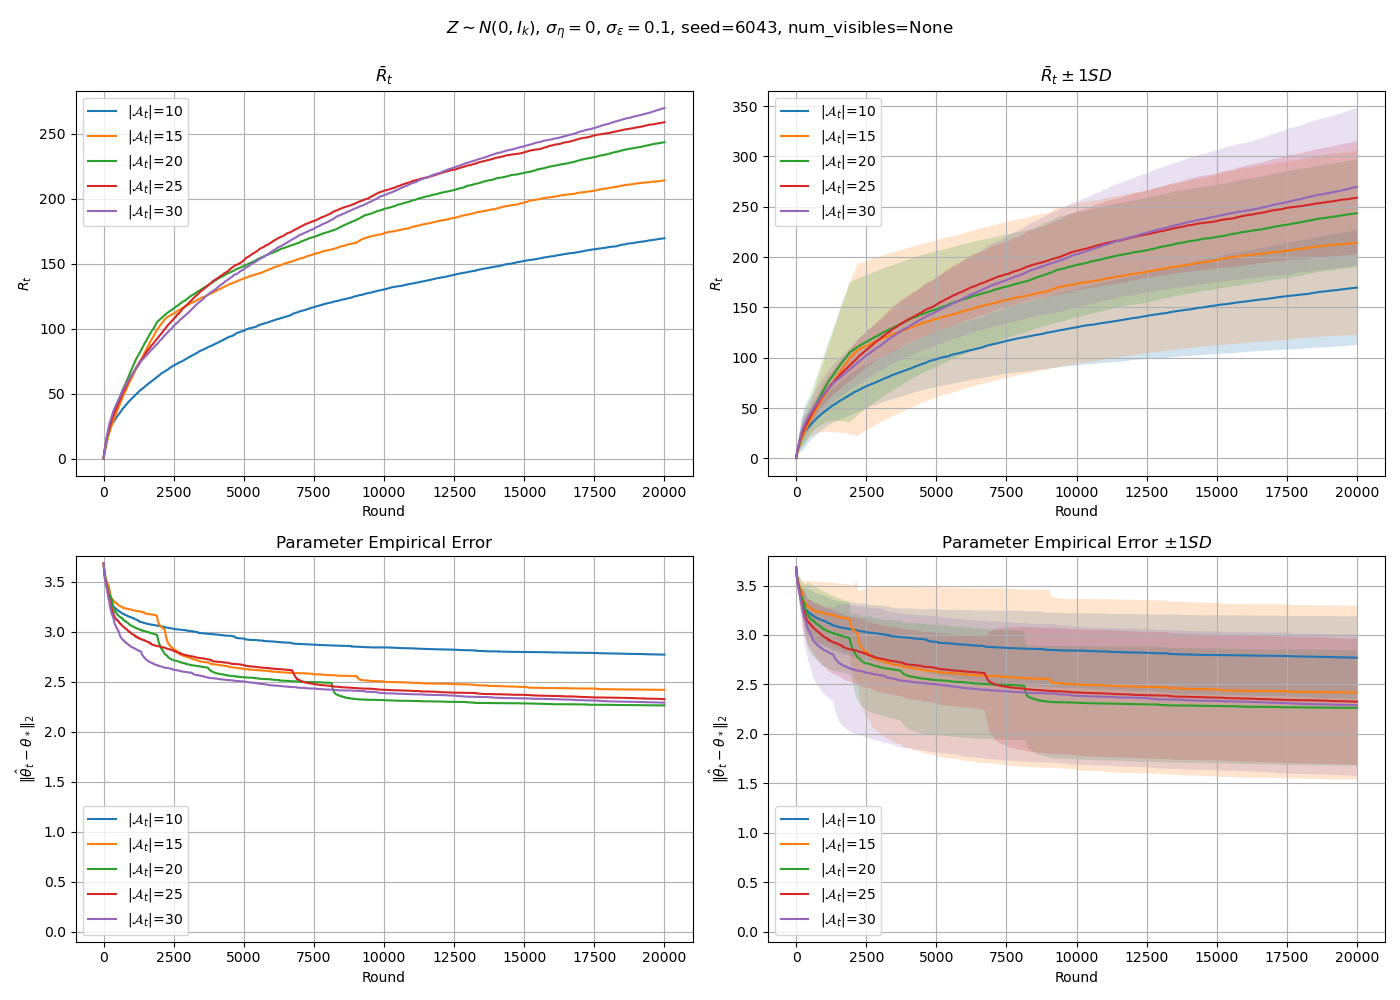 Z ∼ N(0, I_k), σ_η = 0, σ_ε = 0.1, seed=6043, num_visibles=None
R̄_t
R_t
250
200
150
100
50
0
|𝒜_t|=10
|𝒜_t|=15
|𝒜_t|=20
|𝒜_t|=25
|𝒜_t|=30
0 2500 5000 7500 10000 12500 15000 17500 20000
Round
R̄_t ± 1SD
R_t
350
300
250
200
150
100
50
0
|𝒜_t|=10
|𝒜_t|=15
|𝒜_t|=20
|𝒜_t|=25
|𝒜_t|=30
0 2500 5000 7500 10000 12500 15000 17500 20000
Round
Parameter Empirical Error
‖θ̂_t − θ_*‖_2
3.5
3.0
2.5
2.0
1.5
1.0
0.5
0.0
|𝒜_t|=10
|𝒜_t|=15
|𝒜_t|=20
|𝒜_t|=25
|𝒜_t|=30
0 2500 5000 7500 10000 12500 15000 17500 20000
Round
Parameter Empirical Error ±1SD
‖θ̂_t − θ_*‖_2
3.5
3.0
2.5
2.0
1.5
1.0
0.5
0.0
|𝒜_t|=10
|𝒜_t|=15
|𝒜_t|=20
|𝒜_t|=25
|𝒜_t|=30
0 2500 5000 7500 10000 12500 15000 17500 20000
Round